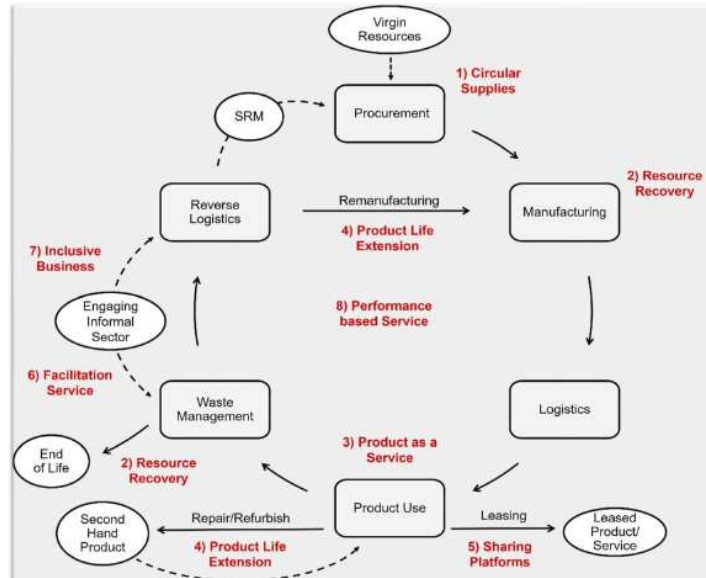 Virgin
Resources
1) Circular
Supplies
SRM
Procurement
2) Resource
Recovery
Reverse
Logistics
Remanufacturing
Manufacturing
4) Product Life
Extension
7) Inclusive
Business
8) Performance
based Service
Engaging
Informal
Sector
6) Facilitation
Service
Waste
Management
Logistics
3) Product as a
Service
End
of Life
2) Resource
Recovery
Second
Hand
Product
Repair/Refurbish
Product Use
Leasing
Leased Product/
Service
4) Product Life
Extension
5) Sharing
Platforms